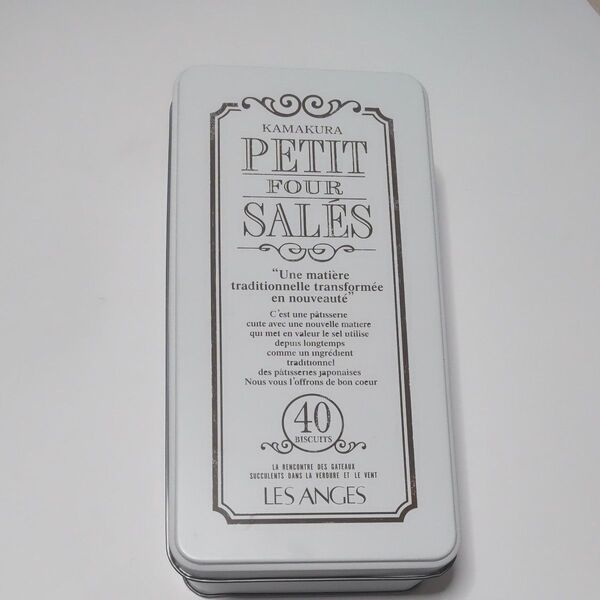 KAMAKURA
PETIT
FOUR
SALÉS
"Une matière
traditionnelle transformée
en nouveauté"
C'est une pâtisserie
cuite avec une nouvelle matiere
qui met en valeur le sel utilise
depuis longtemps
comme un ingrédient
traditionnel
des pâtisseries japonaises
Nous vous l'offrons de bon coeur
40
BISCUITS
LA RENCONTRE DES GATEAUX
SUCCULENTS DANS LA VERDURE ET LE VENT
LES ANGES